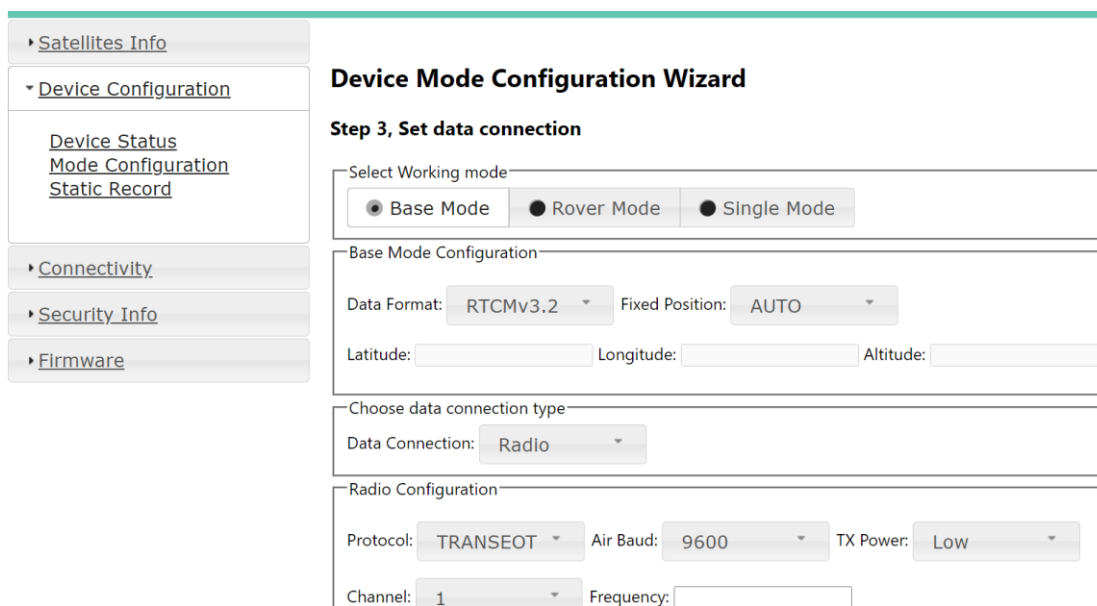 Satellites Info
Device Configuration
Device Status
Mode Configuration
Static Record
Connectivity
Security Info
Firmware
Device Mode Configuration Wizard
Step 3, Set data connection
Select Working mode
Base Mode Rover Mode Single Mode
Base Mode Configuration
Data Format: RTCMv3.2 Fixed Position: AUTO
Latitude: Longitude: Altitude:
Choose data connection type
Data Connection: Radio
Radio Configuration
Protocol: TRANSEOT Air Baud: 9600 TX Power: Low
Channel: 1 Frequency: